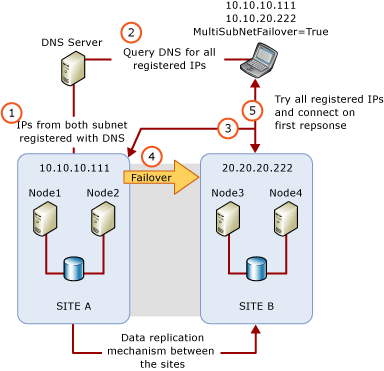 10.10.10.111
10.10.20.222
MultiSubNetFailover=True
DNS Server
2
Query DNS for all
registered IPs
1
IPs from both subnet
registered with DNS
5
Try all registered IPs
and connect on
first repsonse
3
4
Failover
10.10.10.111
Node1
Node2
SITE A
20.20.20.222
Node3
Node4
SITE B
Data replication
mechanism between
the sites